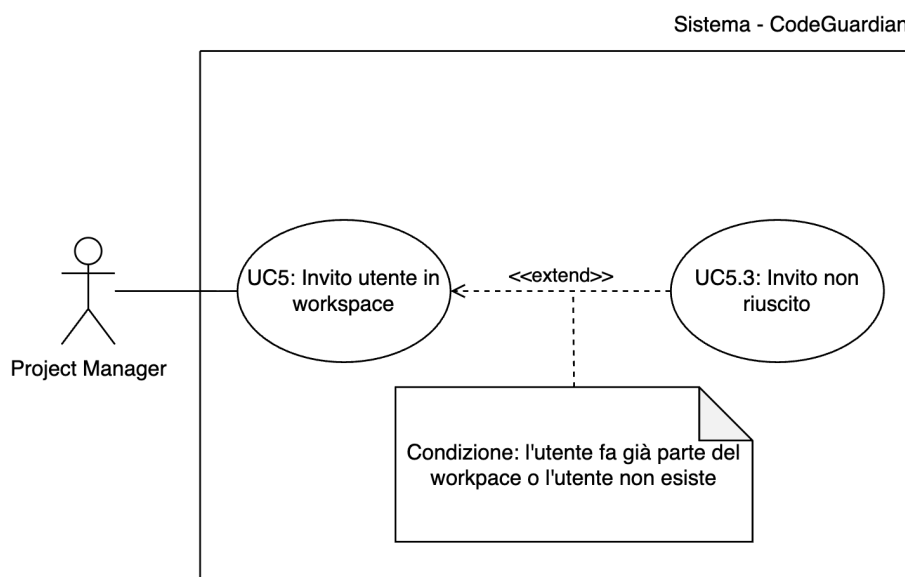 Sistema - CodeGuardian
UC5: Invito utente in
workspace
<<extend>>
UC5.3: Invito non
riuscito
Project Manager
Condizione: l'utente fa già parte del
workpace o l'utente non esiste